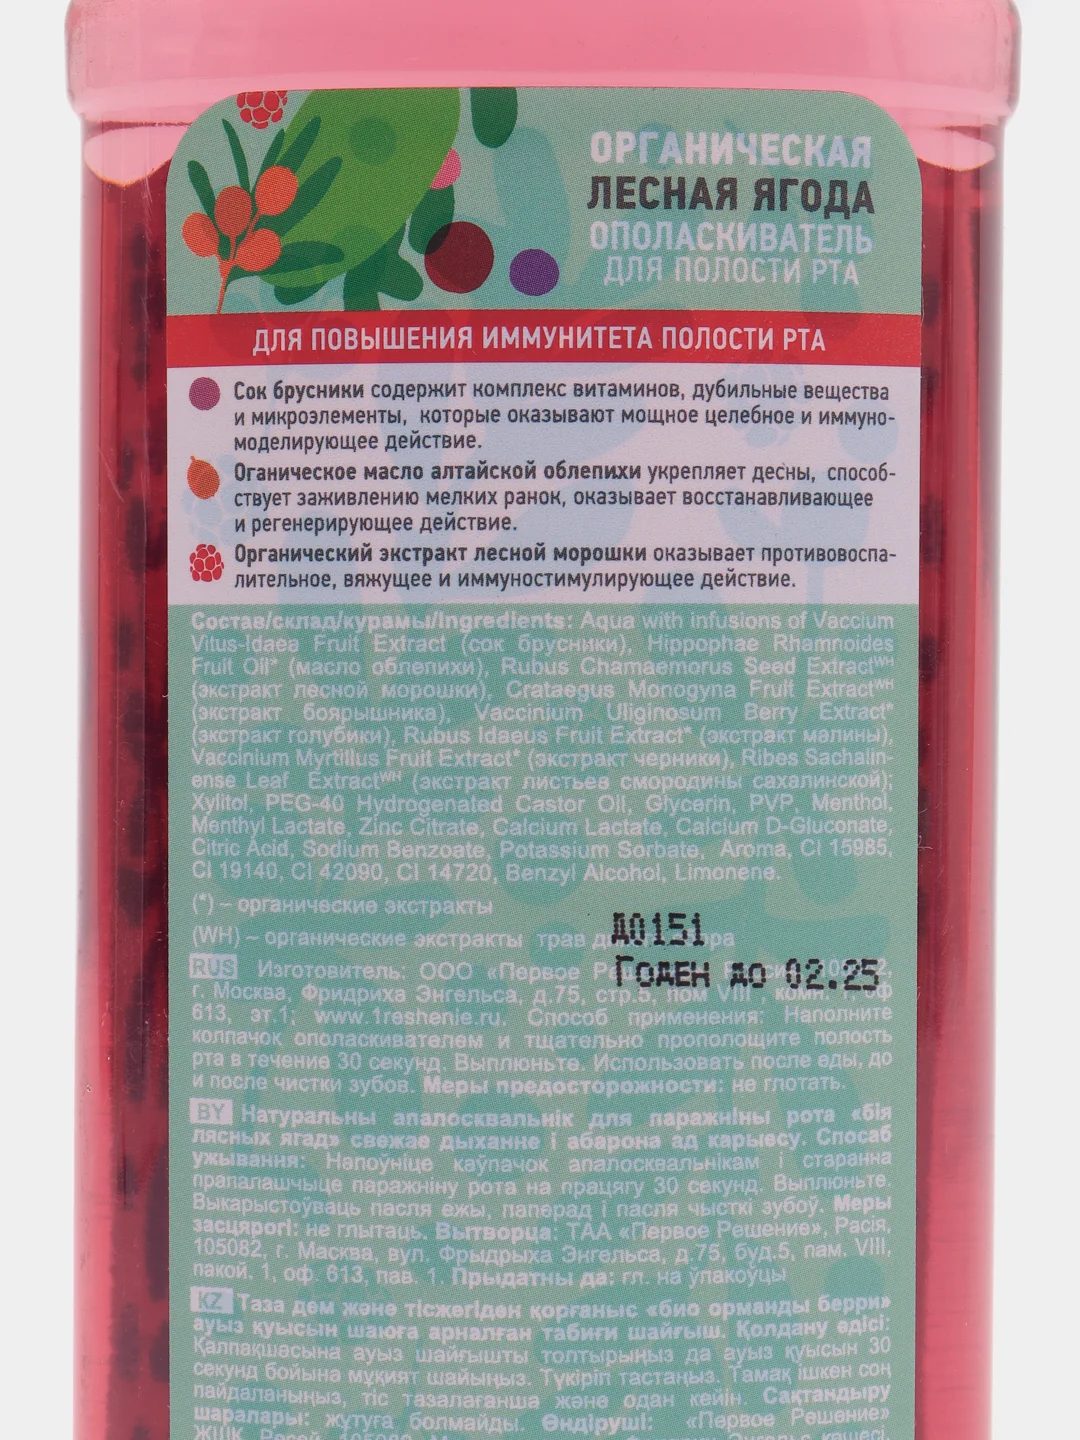 ОРГАНИЧЕСКАЯ
ЛЕСНАЯ ЯГОДА
ОПОЛАСКИВАТЕЛЬ
ДЛЯ ПОЛОСТИ РТА
ДЛЯ ПОВЫШЕНИЯ ИММУНИТЕТА ПОЛОСТИ РТА
Сок брусники содержит комплекс витаминов, дубильные вещества
и микроэлементы, которые оказывают мощное целебное и иммуно-
моделирующее действие.
Оганическое масло алтайской облепихи укрепляет десны, способ-
ствует заживлению мелких ранок, оказывает восстанавливающее
и регенерирующее действие.
Органический экстракт лесной морошки оказывает противовоспа-
лительное, вяжущее и иммуностимулирующее действие.
Состав/склад/курамы/Ingredients: Aqua with infusions of Vaccium
Vitus-Idaea Fruit Extract (сок брусники), Hippophae Rhamnoides
Fruit Oil* (масло облепихи), Rubus Chamaemorus Seed Extractᵂᴴ
(экстракт лесной морошки), Crataegus Monogyna Fruit Extractᵂᴴ
(экстракт боярышника), Vaccinium Uliginosum Berry Extract*
(экстракт голубики), Rubus Idaeus Fruit Extract* (экстракт малины),
Vaccinium Myrtillus Fruit Extract* (экстракт черники), Ribes Sachalin-
ense Leaf Extractᵂᴴ (экстракт листьев смородины сахалинской);
Xylitol, PEG-40 Hydrogenated Castor Oil, Glycerin, PVP, Menthol,
Menthyl Lactate, Zinc Citrate, Calcium Lactate, Calcium D-Gluconate,
Citric Acid, Sodium Benzoate, Potassium Sorbate, Aroma, CI 15985,
CI 19140, CI 42090, CI 14720, Benzyl Alcohol, Limonene.
(*) – органические экстракты
(WH) – органические экстракты трав
ДО151
ГОДЕН ДО 02.25
RUS Изготовитель: ООО «Первое
г. Москва, Фридриха Энгельса, д.75, стр.5, пом VIII, оф
613, эт.1; www.1reshenie.ru. Способ применения: Наполните
колпачок ополаскивателем и тщательно прополощите полость
рта в течение 30 секунд. Выплюньте. Использовать после еды, до
и после чистки зубов. Меры предосторожности: не глотать.
BY Натуральны апаласквальнік для паражніны рота «бія
лясных ягад» свежае дыханне і абарона ад карыесу. Спосаб
ужывання: Напоўніце каўпачок апаласквальнікам і старанна
прапалашчыце паражніну рота на працягу 30 секунд. Выплюньте.
Выкарыстоўваць пасля ежы, паперад і пасля чысткі зубоў. Меры
засцярогі: не глытаць. Вытворца: ТАА «Первое Решение», Расія,
105082, г. Масква, вул. Фрыдрыха Энгельса, д.75, буд.5, пам. VIII,
пакой, 1, оф. 613, пав. 1. Прыдатны да: гл. на ўпакоўцы
KZ Таза дем және тісжегіден қорғаныс «био орманды берри»
ауыз қуысын шаюға арналған табиғи шайғыш. Қолдану әдісі:
Қалпақшасына ауыз шайғышты толтырыңыз да ауыз қуысын 30
секунд бойына мұқият шайыңыз. Түкіріп тастаңыз. Тамақ ішкен соң
пайдаланыңыз, тіс тазалағанша және одан кейін. Сақтандыру
шаралары: жұтуға болмайды. Өндіруші: «Первое Решение»